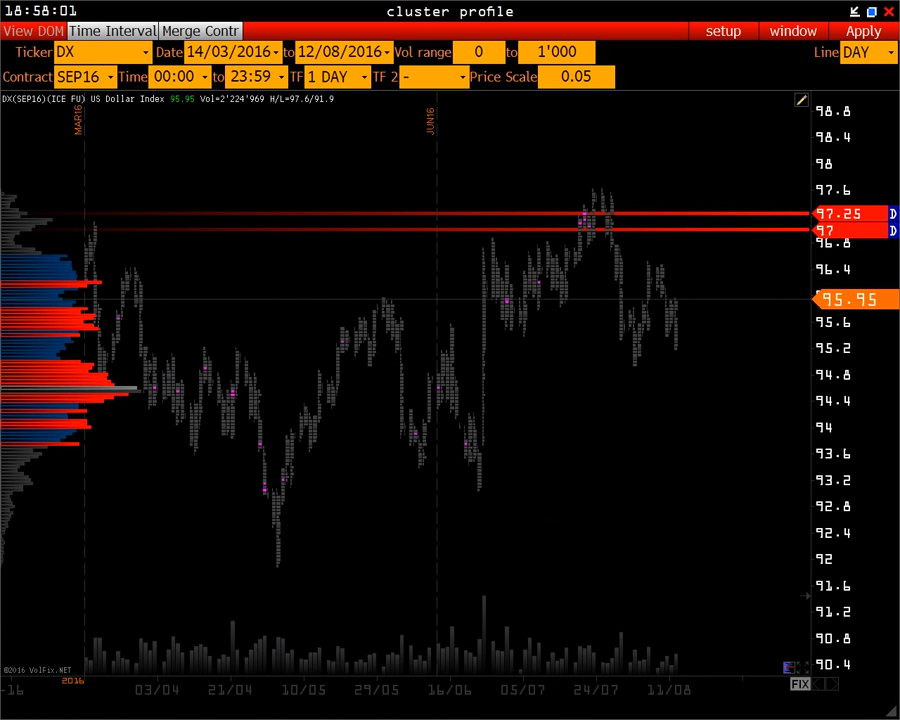 18:58:01 cluster profile
View DOM Time Interval Merge Contr setup window Apply
Ticker DX Date 14/03/2016 to 12/08/2016 Vol range 0 to 1'000 Line DAY
Contract SEP16 Time 00:00 to 23:59 TF 1 DAY TF 2 - Price Scale 0.05
DX(SEP16)(ICE FU) US Dollar Index 95.95 Vol=2'224'969 H/L=97.6/91.9
MAR16
JUN16
98.8
98.4
98
97.6
97.25 D
97 D
96.8
96.4
95.95
95.6
95.2
94.8
94.4
94
93.6
93.2
92.8
92.4
92
91.6
91.2
90.8
90.4
©2016 VolFix.NET
2016
-16 03/04 21/04 10/05 29/05 16/06 05/07 24/07 11/08
FIX